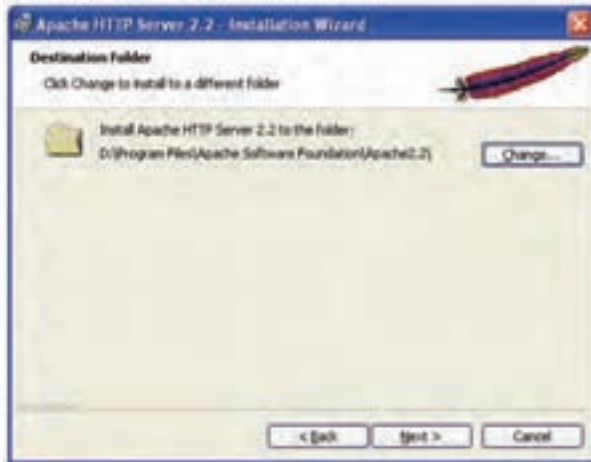 Apache HTTP Server 2.2 - Installation Wizard
Destination Folder
Click Change to install to a different folder
Install Apache HTTP Server 2.2 to the folder:
D:\Program Files\Apache Software Foundation\Apache2.2\
Change...
< Back
Next >
Cancel